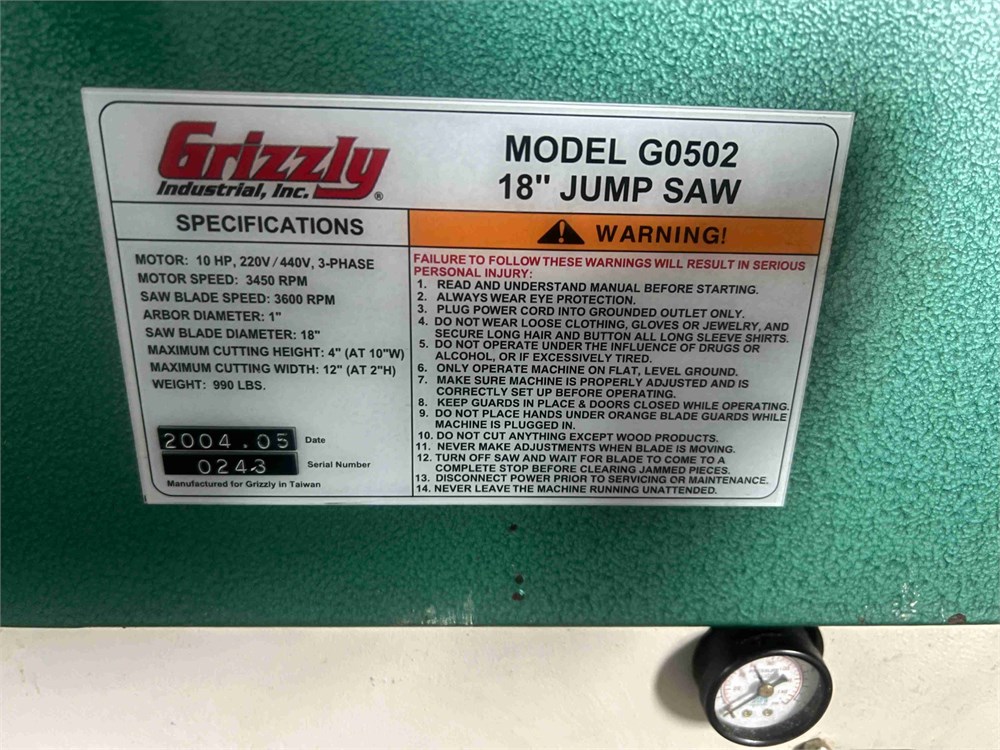 Grizzly
Industrial, Inc. ®
MODEL G0502
18" JUMP SAW
SPECIFICATIONS
MOTOR: 10 HP, 220V / 440V, 3-PHASE
MOTOR SPEED: 3450 RPM
SAW BLADE SPEED: 3600 RPM
ARBOR DIAMETER: 1"
SAW BLADE DIAMETER: 18"
MAXIMUM CUTTING HEIGHT: 4" (AT 10"W)
MAXIMUM CUTTING WIDTH: 12" (AT 2"H)
WEIGHT: 990 LBS.
2004.05 Date
0243 Serial Number
Manufactured for Grizzly in Taiwan
WARNING!
FAILURE TO FOLLOW THESE WARNINGS WILL RESULT IN SERIOUS
PERSONAL INJURY:
1. READ AND UNDERSTAND MANUAL BEFORE STARTING.
2. ALWAYS WEAR EYE PROTECTION.
3. PLUG POWER CORD INTO GROUNDED OUTLET ONLY.
4. DO NOT WEAR LOOSE CLOTHING, GLOVES OR JEWELRY, AND
SECURE LONG HAIR AND BUTTON ALL LONG SLEEVE SHIRTS.
5. DO NOT OPERATE UNDER THE INFLUENCE OF DRUGS OR
ALCOHOL, OR IF EXCESSIVELY TIRED.
6. ONLY OPERATE MACHINE ON FLAT, LEVEL GROUND.
7. MAKE SURE MACHINE IS PROPERLY ADJUSTED AND IS
CORRECTLY SET UP BEFORE OPERATING.
8. KEEP GUARDS IN PLACE & DOORS CLOSED WHILE OPERATING.
9. DO NOT PLACE HANDS UNDER ORANGE BLADE GUARDS WHILE
MACHINE IS PLUGGED IN.
10. DO NOT CUT ANYTHING EXCEPT WOOD PRODUCTS.
11. NEVER MAKE ADJUSTMENTS WHEN BLADE IS MOVING.
12. TURN OFF SAW AND WAIT FOR BLADE TO COME TO A
COMPLETE STOP BEFORE CLEARING JAMMED PIECES.
13. DISCONNECT POWER PRIOR TO SERVICING OR MAINTENANCE.
14. NEVER LEAVE THE MACHINE RUNNING UNATTENDED.